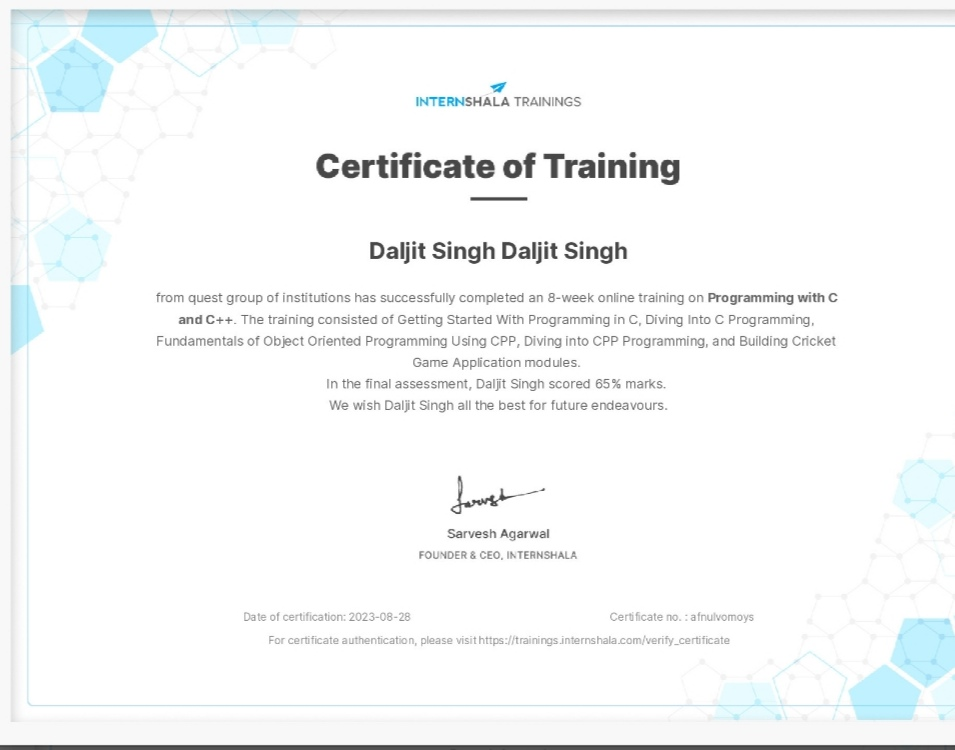 INTERNSHALA TRAININGS
Certificate of Training
Daljit Singh Daljit Singh
from quest group of institutions has successfully completed an 8-week online training on Programming with C
and C++. The training consisted of Getting Started With Programming in C, Diving Into C Programming,
Fundamentals of Object Oriented Programming Using CPP, Diving into CPP Programming, and Building Cricket
Game Application modules.
In the final assessment, Daljit Singh scored 65% marks.
We wish Daljit Singh all the best for future endeavours.
Sarvesh
Sarvesh Agarwal
FOUNDER & CEO, INTERNSHALA
Date of certification: 2023-08-28 Certificate no. : afnulvomoys
For certificate authentication, please visit https://trainings.internshala.com/verify_certificate